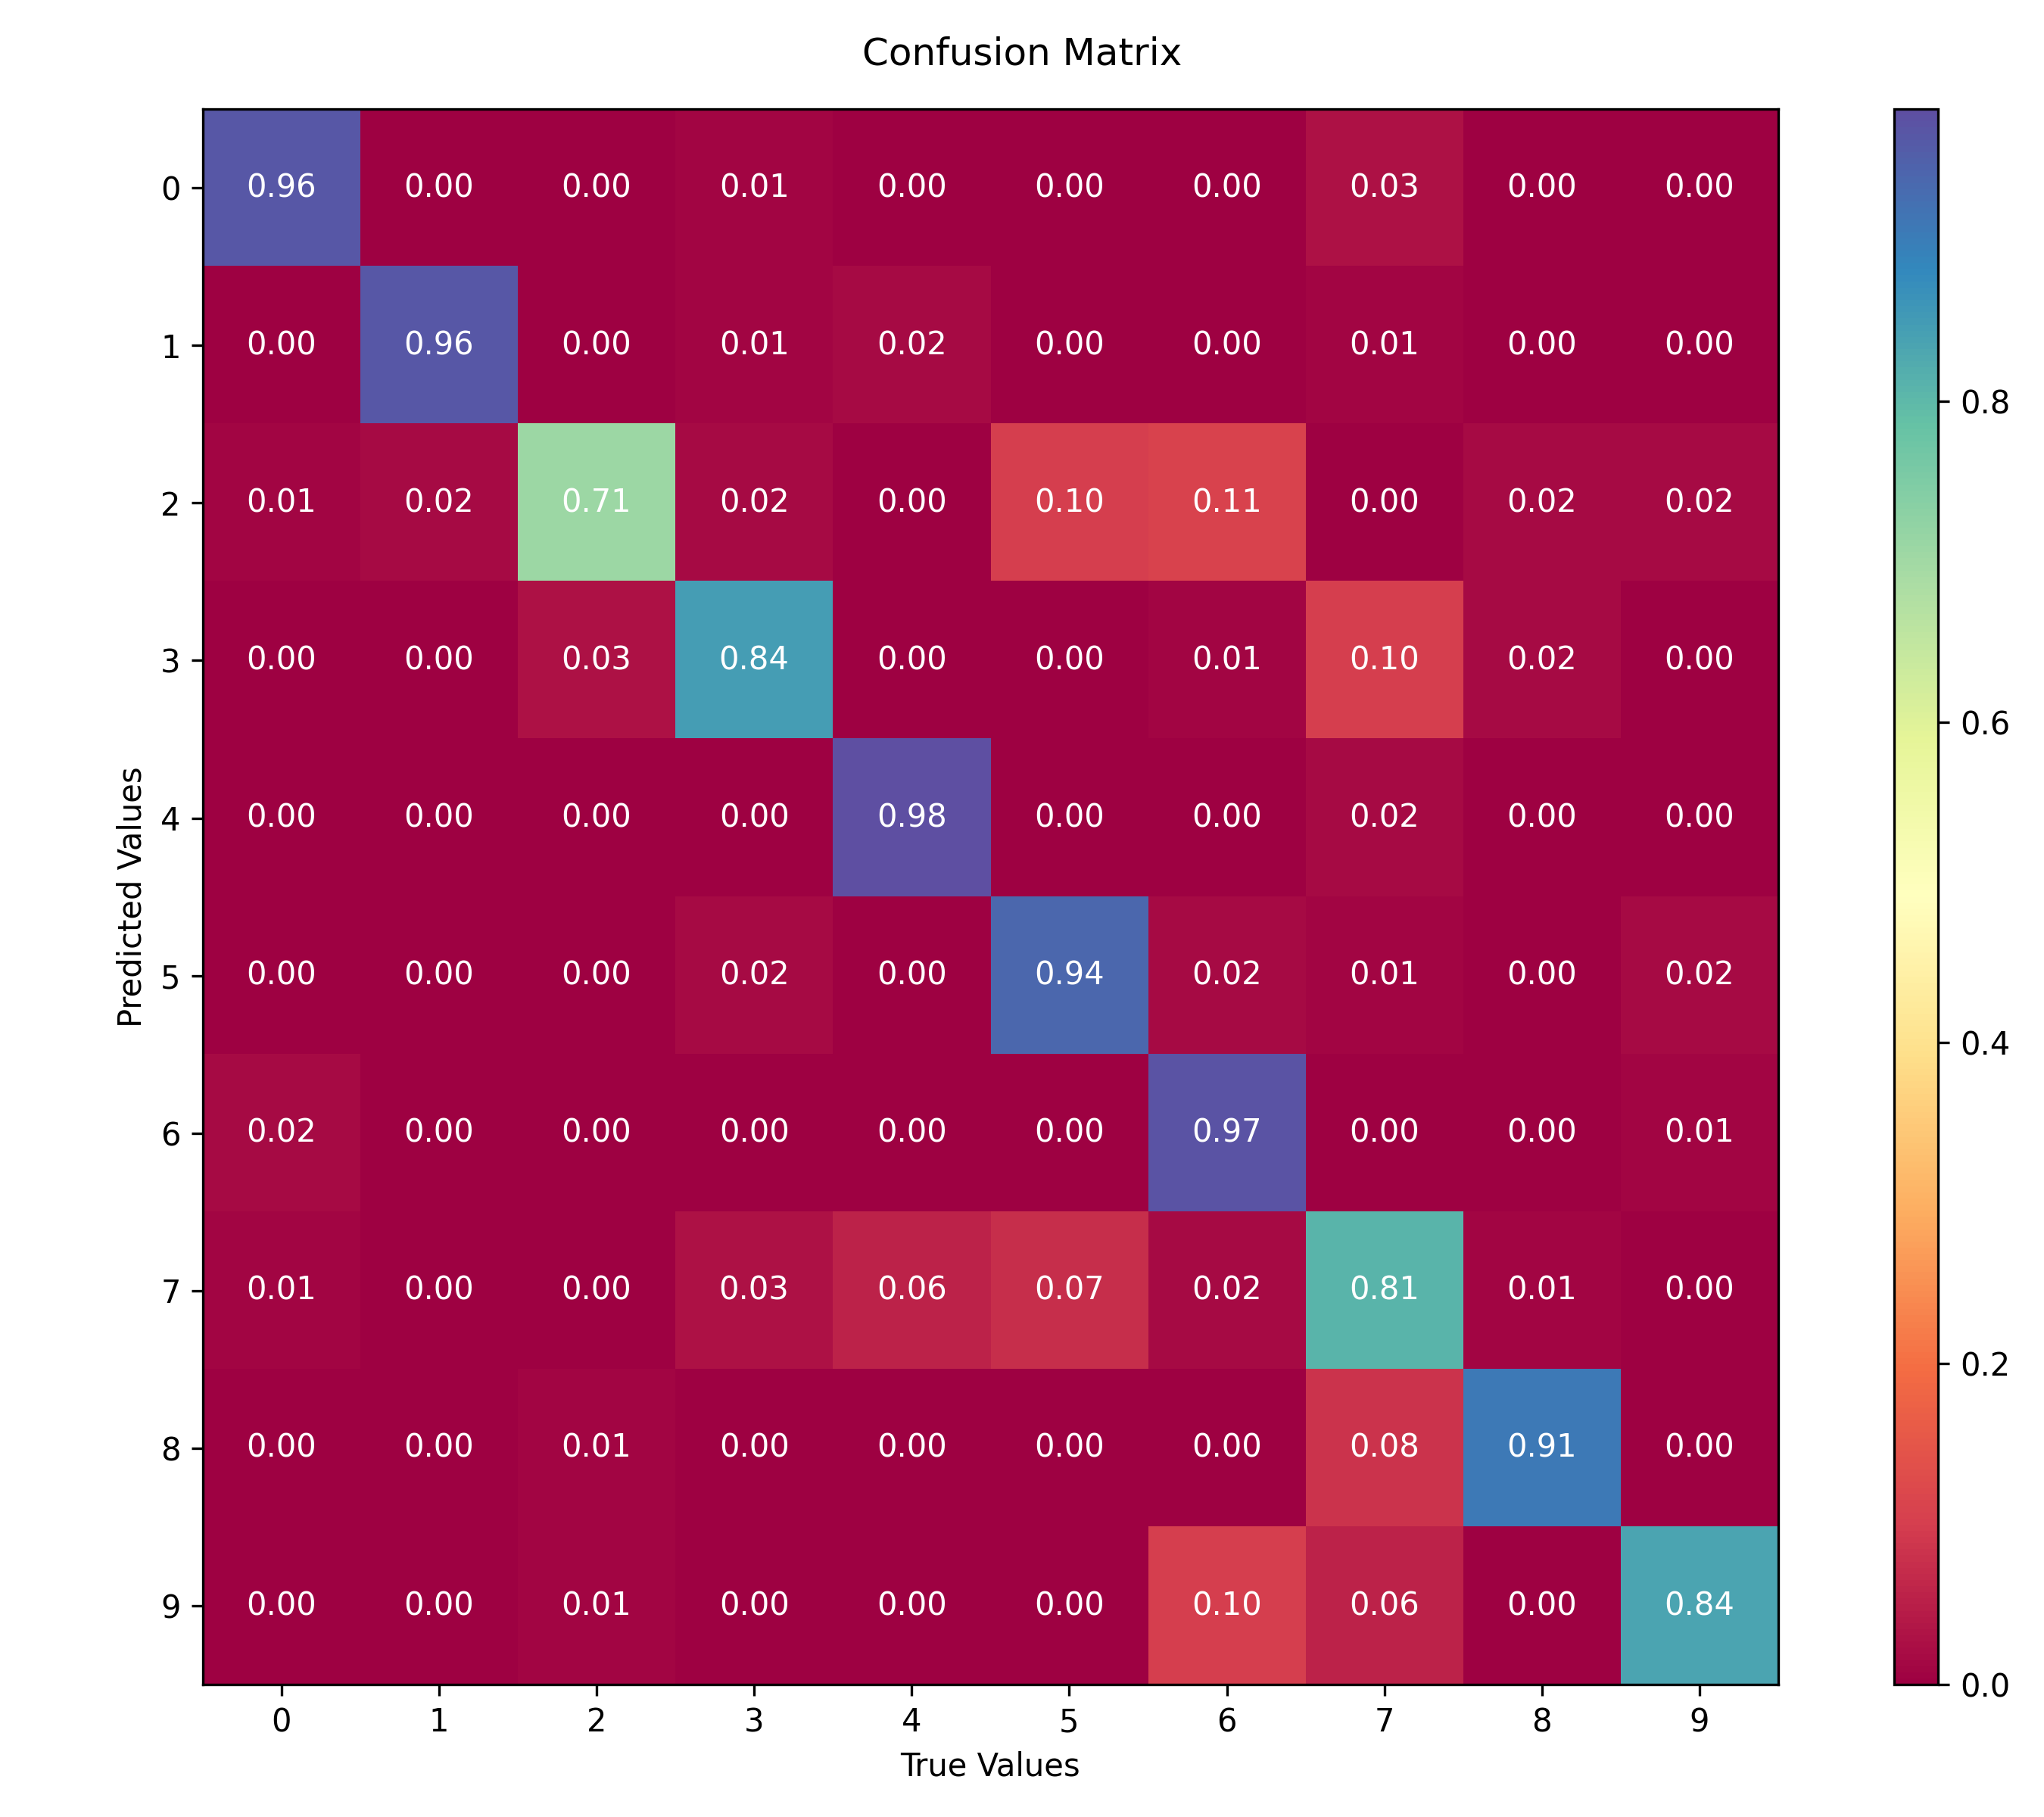 Confusion Matrix
0 0.96 0.00 0.00 0.01 0.00 0.00 0.00 0.03 0.00 0.00
1 0.00 0.96 0.00 0.01 0.02 0.00 0.00 0.01 0.00 0.00
0.8
2 0.01 0.02 0.71 0.02 0.00 0.10 0.11 0.00 0.02 0.02
3 0.00 0.00 0.03 0.84 0.00 0.00 0.01 0.10 0.02 0.00
0.6
4 0.00 0.00 0.00 0.00 0.98 0.00 0.00 0.02 0.00 0.00
Predicted Values
5 0.00 0.00 0.00 0.02 0.00 0.94 0.02 0.01 0.00 0.02
0.4
6 0.02 0.00 0.00 0.00 0.00 0.00 0.97 0.00 0.00 0.01
7 0.01 0.00 0.00 0.03 0.06 0.07 0.02 0.81 0.01 0.00
0.2
8 0.00 0.00 0.01 0.00 0.00 0.00 0.00 0.08 0.91 0.00
9 0.00 0.00 0.01 0.00 0.00 0.00 0.10 0.06 0.00 0.84
0.0
0 1 2 3 4 5 6 7 8 9
True Values